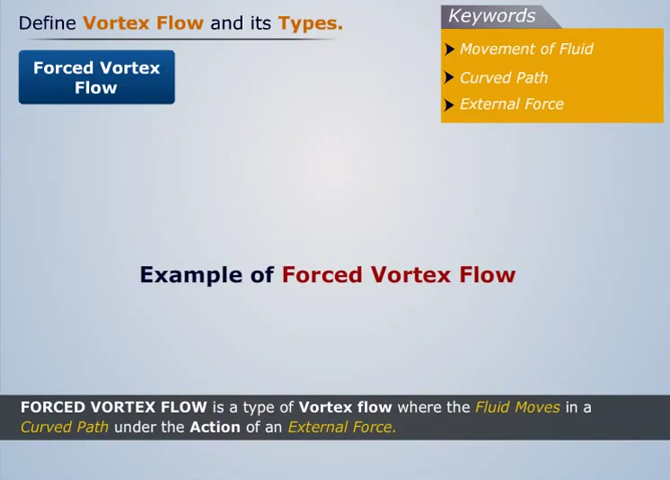 Define Vortex Flow and its Types.
Keywords
Movement of Fluid
Curved Path
External Force
Forced Vortex
Flow
Example of Forced Vortex Flow
FORCED VORTEX FLOW is a type of Vortex flow where the Fluid Moves in a
Curved Path under the Action of an External Force.